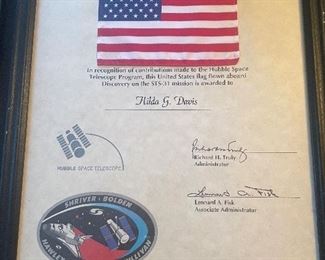 In recognition of contributions made to the Hubble Space
Telescope Program, this United States flag flown aboard
Discovery on the STS-31 mission is awarded to
Hilda G. Davis
Richard H. Truly
Administrator
HUBBLE SPACE TELESCOPE
Lennard A. Fisk
Associate Administrator
SHRIVER · BOLDEN
HAWLEY